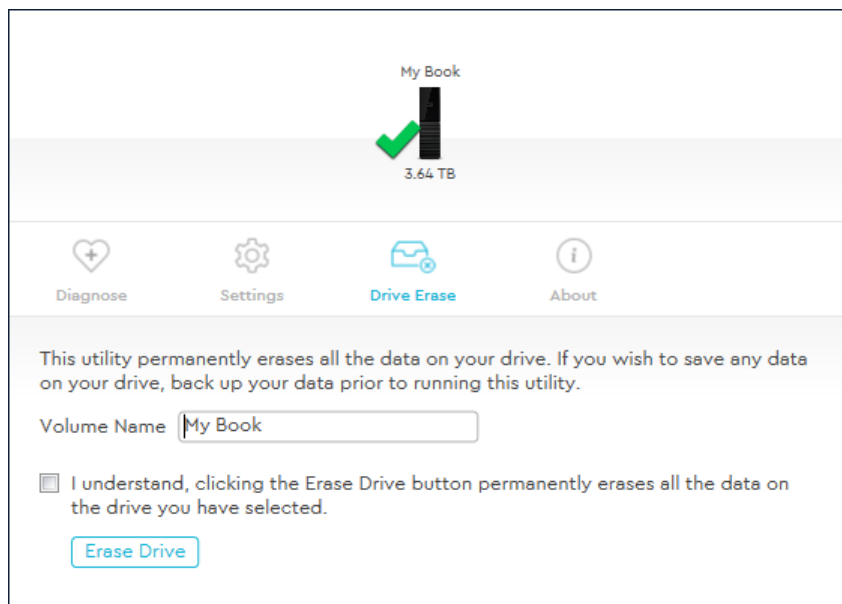 My Book
3.64 TB
Diagnose
Settings
Drive Erase
About
This utility permanently erases all the data on your drive. If you wish to save any data
on your drive, back up your data prior to running this utility.
Volume Name My Book
I understand, clicking the Erase Drive button permanently erases all the data on
the drive you have selected.
Erase Drive